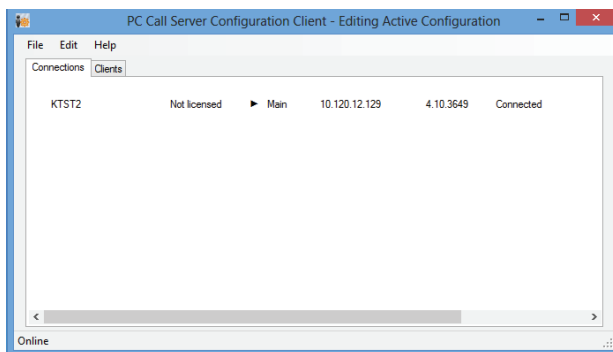 PC Call Server Configuration Client - Editing Active Configuration
File Edit Help
Connections Clients
KTST2 Not licensed Main 10.120.12.129 4.10.3649 Connected
Online